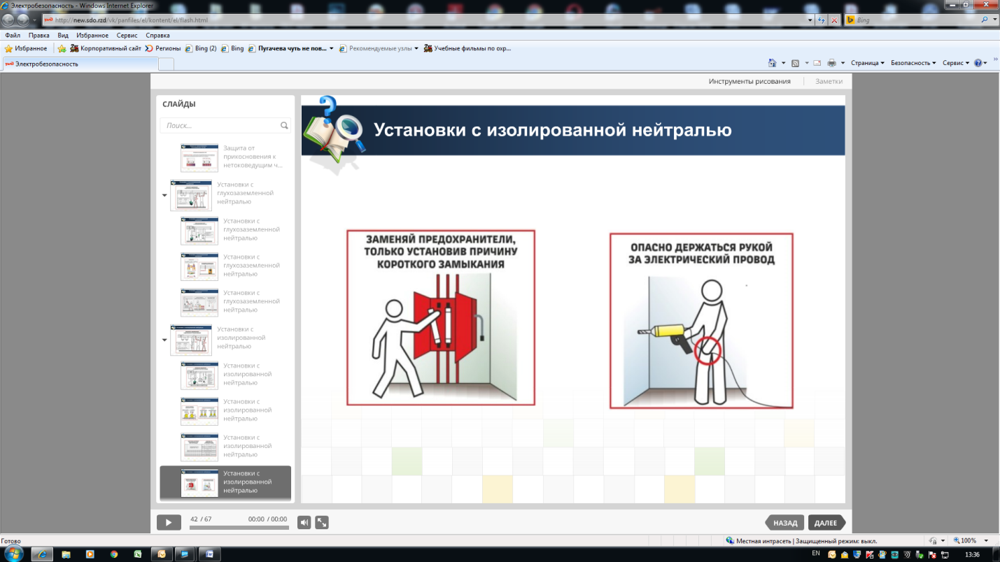 Электробезопасность - Windows Internet Explorer
http://new.sdo.rzd/vk/panfiles/el/kontent/el/flash.html
Bing
Файл Правка Вид Избранное Сервис Справка
Избранное Корпоративный сайт Регионы Bing (2) Bing Пугачева чуть не пов... Рекомендуемые узлы Учебные фильмы по охр...
Электробезопасность
Страница Безопасность Сервис
Инструменты рисования Заметки
СЛАЙДЫ
Поиск...
Защита от
прикосновения к
нетоковедущим ч...
Установки с
глухозаземленной
нейтралью
Установки с
глухозаземленной
нейтралью
Установки с
глухозаземленной
нейтралью
Установки с
глухозаземленной
нейтралью
Установки с
изолированной
нейтралью
Установки с
изолированной
нейтралью
Установки с
изолированной
нейтралью
Установки с
изолированной
нейтралью
Установки с
изолированной
нейтралью
Установки с изолированной нейтралью
ЗАМЕНЯЙ ПРЕДОХРАНИТЕЛИ,
ТОЛЬКО УСТАНОВИВ ПРИЧИНУ
КОРОТКОГО ЗАМЫКАНИЯ
ОПАСНО ДЕРЖАТЬСЯ РУКОЙ
ЗА ЭЛЕКТРИЧЕСКИЙ ПРОВОД
42 / 67 00:00 / 00:00
НАЗАД ДАЛЕЕ
Готово
Местная интрасеть | Защищенный режим: выкл.
100%
EN
13:36